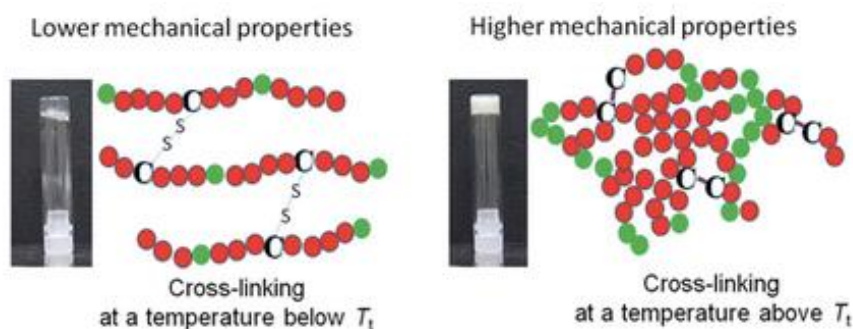 Lower mechanical properties
Higher mechanical properties
C
S
S
C
C
S
S
C
Cross-linking
at a temperature below Tt
C
C
C
C
C
C
Cross-linking
at a temperature above Tt